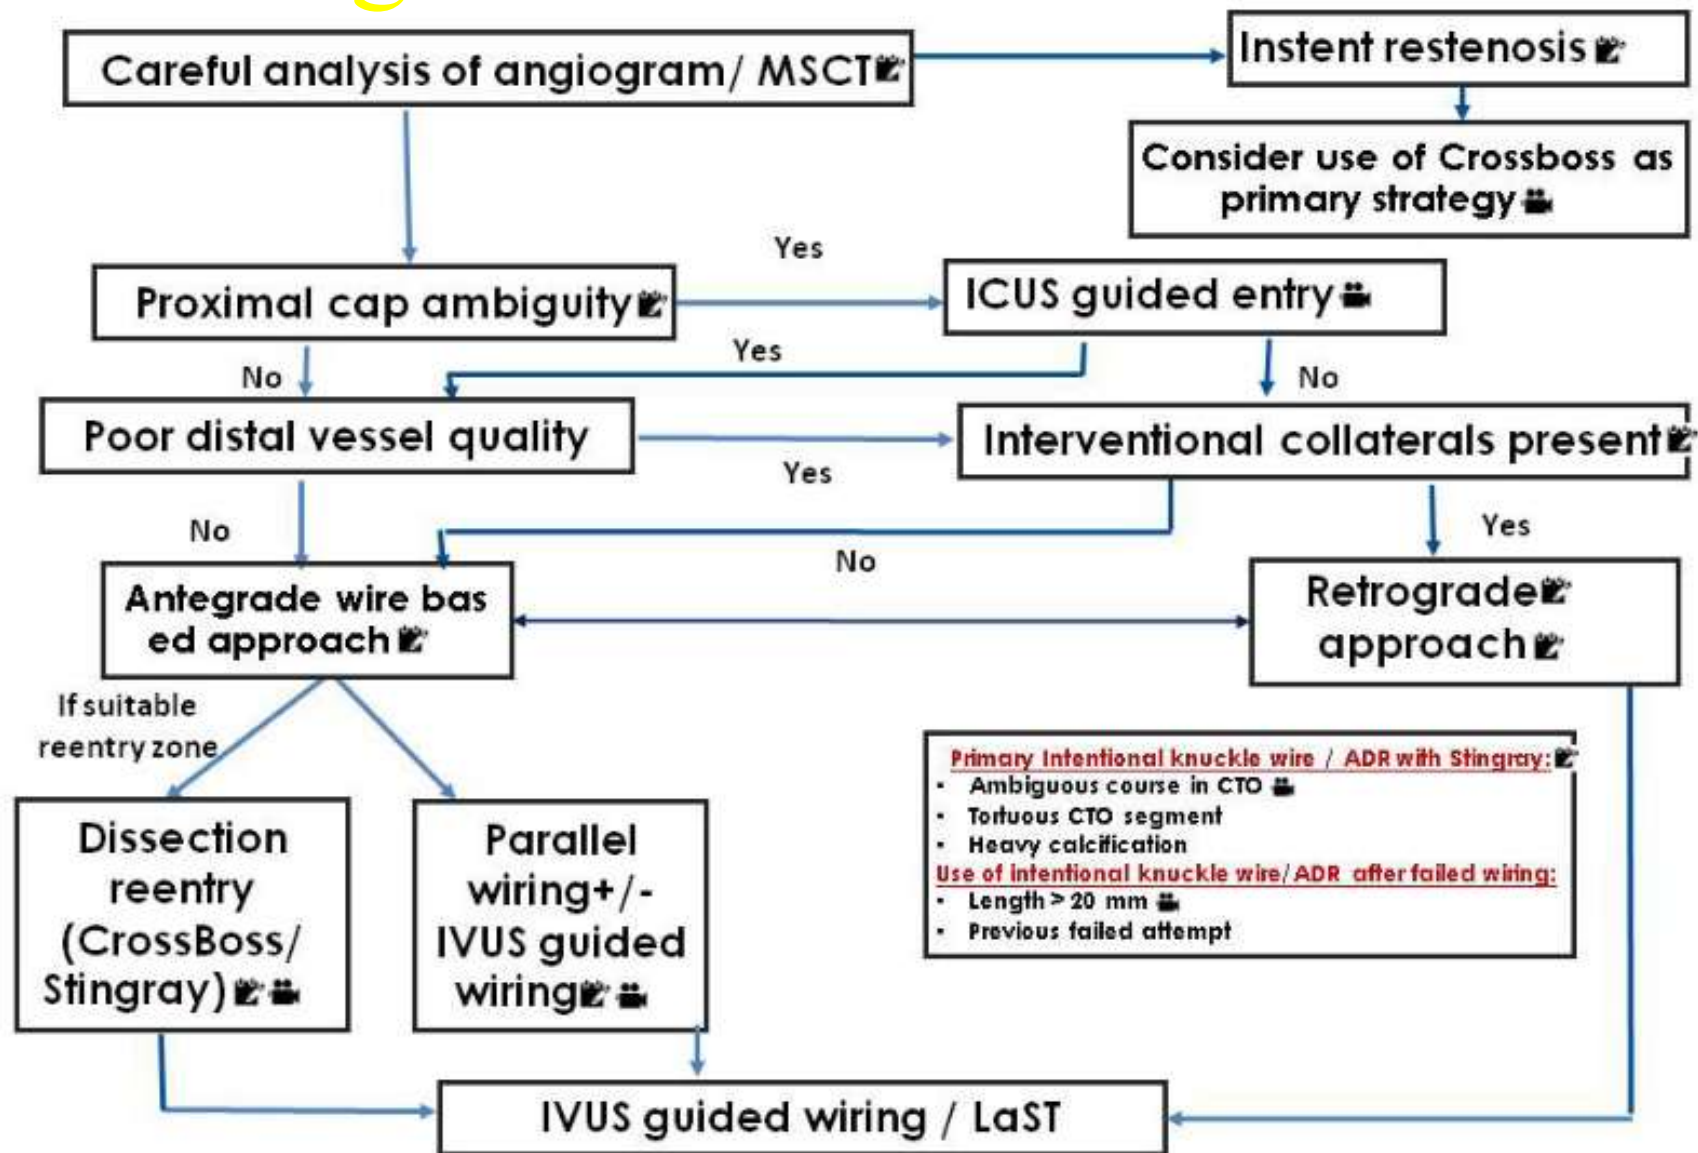 Careful analysis of angiogram/ MSCT
Instent restenosis
Consider use of Crossboss as
primary strategy
Yes
Proximal cap ambiguity
ICUS guided entry
Yes
No
No
Poor distal vessel quality
Interventional collaterals present
Yes
No
Yes
No
Antegrade wire bas
ed approach
Retrograde
approach
If suitable
reentry zone
Primary Intentional knuckle wire / ADR with Stingray:
- Ambiguous course in CTO
- Tortuous CTO segment
- Heavy calcification
Use of intentional knuckle wire/ADR after failed wiring:
- Length > 20 mm
- Previous failed attempt
Dissection
reentry
(CrossBoss/
Stingray)
Parallel
wiring+/-
IVUS guided
wiring
IVUS guided wiring / LaST